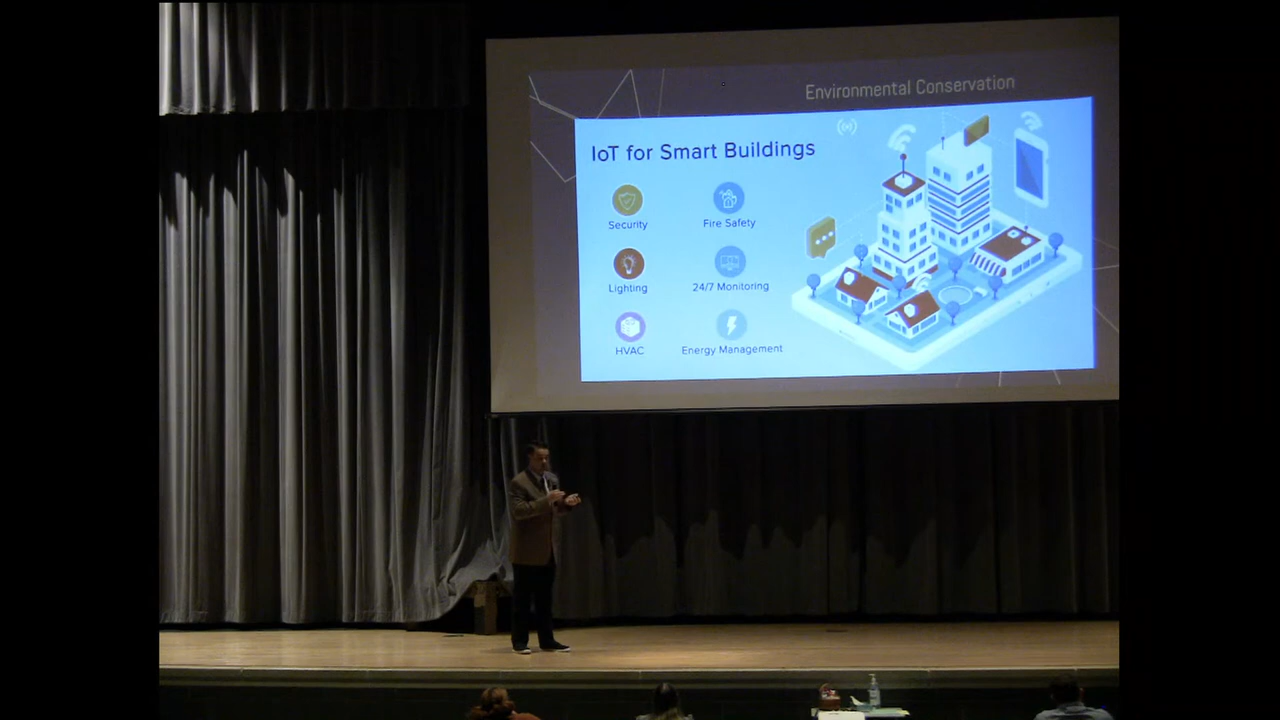 Environmental Conservation
IoT for Smart Buildings
Security
Fire Safety
Lighting
24/7 Monitoring
HVAC
Energy Management